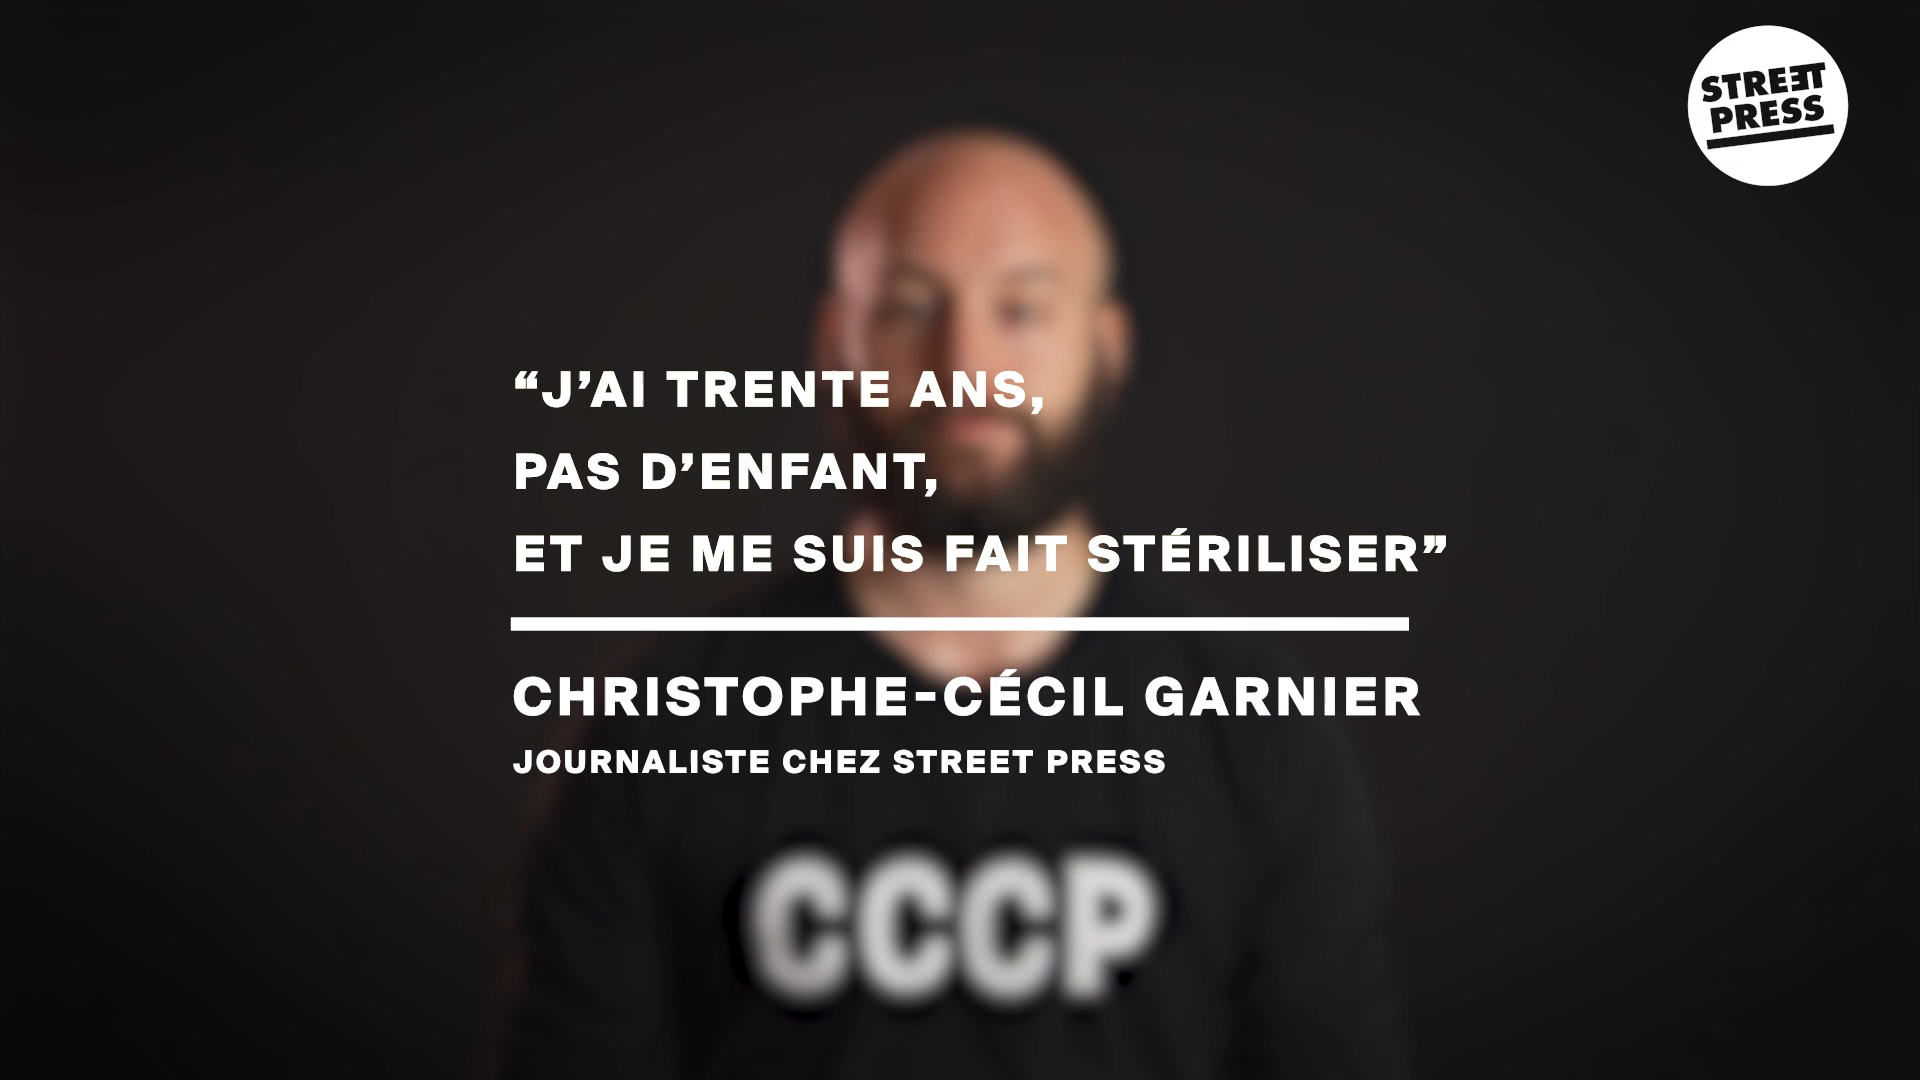 STREET
PRESS
“J’AI TRENTE ANS,
PAS D’ENFANT,
ET JE ME SUIS FAIT STÉRILISER”
CHRISTOPHE-CÉCIL GARNIER
JOURNALISTE CHEZ STREET PRESS
CCCP